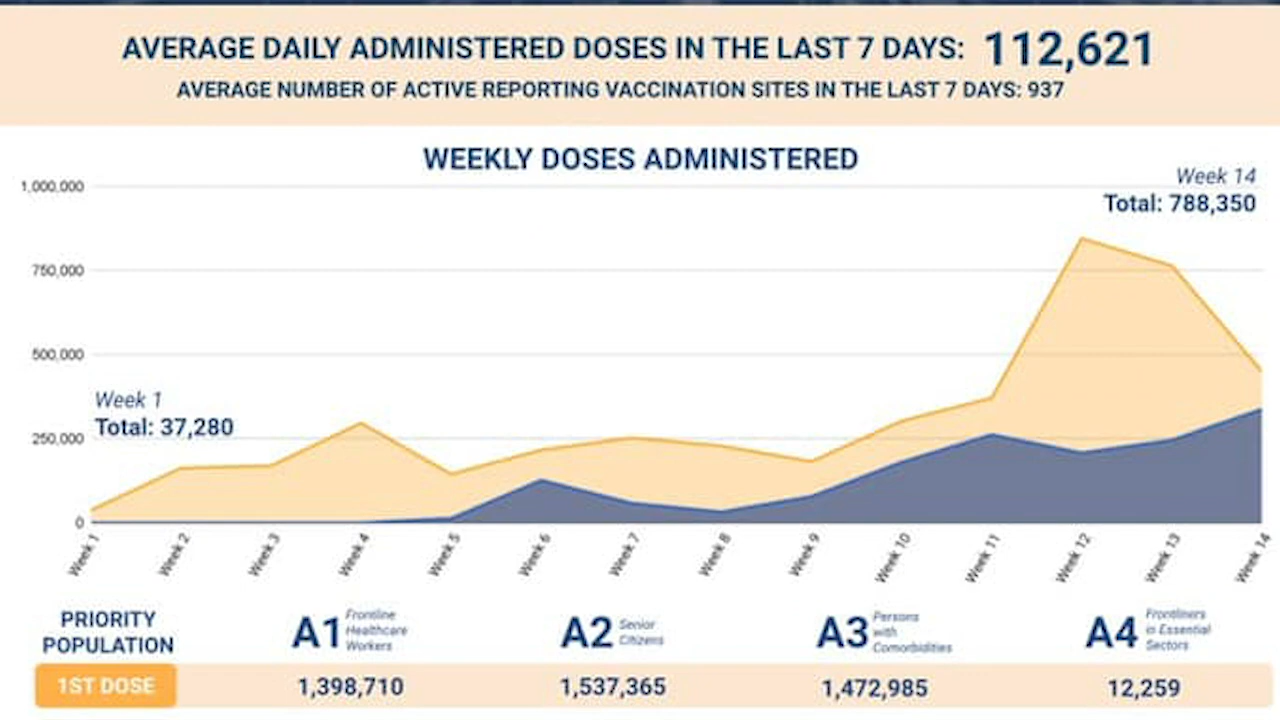 AVERAGE DAILY ADMINISTERED DOSES IN THE LAST 7 DAYS: 112,621
AVERAGE NUMBER OF ACTIVE REPORTING VACCINATION SITES IN THE LAST 7 DAYS: 937
WEEKLY DOSES ADMINISTERED
Week 14
Total: 788,350
1,000,000
750,000
500,000
250,000
0
Week 1
Total: 37,280
Week 1
Week 2
Week 3
Week 4
Week 5
Week 6
Week 7
Week 8
Week 9
Week 10
Week 11
Week 12
Week 13
Week 14
PRIORITY
POPULATION
A1
Frontline
Healthcare
Workers
A2
Senior
Citizens
A3
Persons
with
Comorbidities
A4
Frontliners
in Essential
Sectors
1ST DOSE
1,398,710
1,537,365
1,472,985
12,259